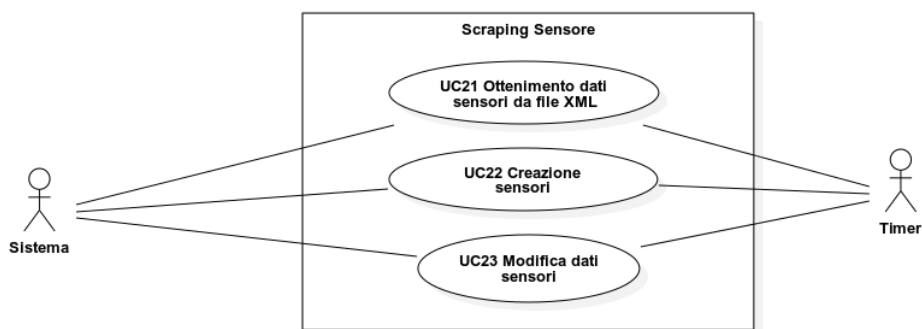 Scraping Sensore
UC21 Ottenimento dati
sensori da file XML
UC22 Creazione
sensori
Sistema
Timer
UC23 Modifica dati
sensori